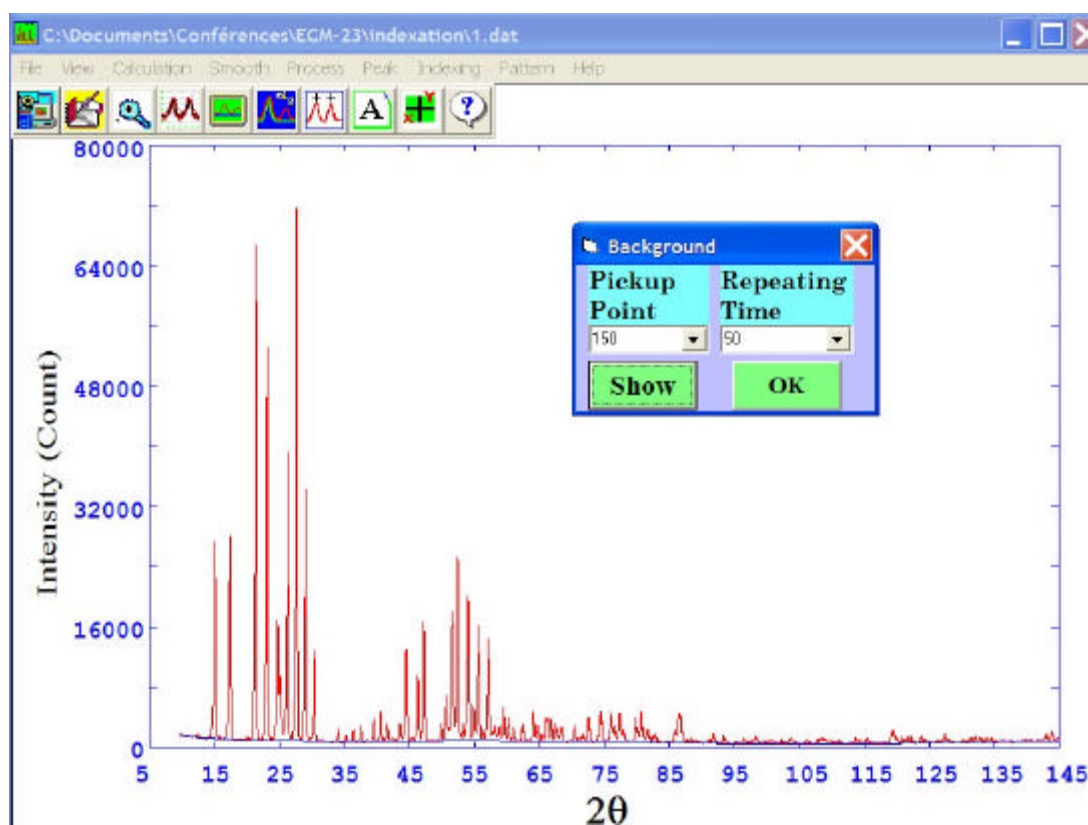 C:\Documents\Conférences\ECM-23\indexation\1.dat
File View Calculation Smooth Process Peak Indexing Pattern Help
A ?
80000
64000
48000
32000
16000
0
Intensity (Count)
5 15 25 35 45 55 65 75 85 95 105 115 125 135 145
2θ
Background
Pickup Repeating
Point Time
150 50
Show OK